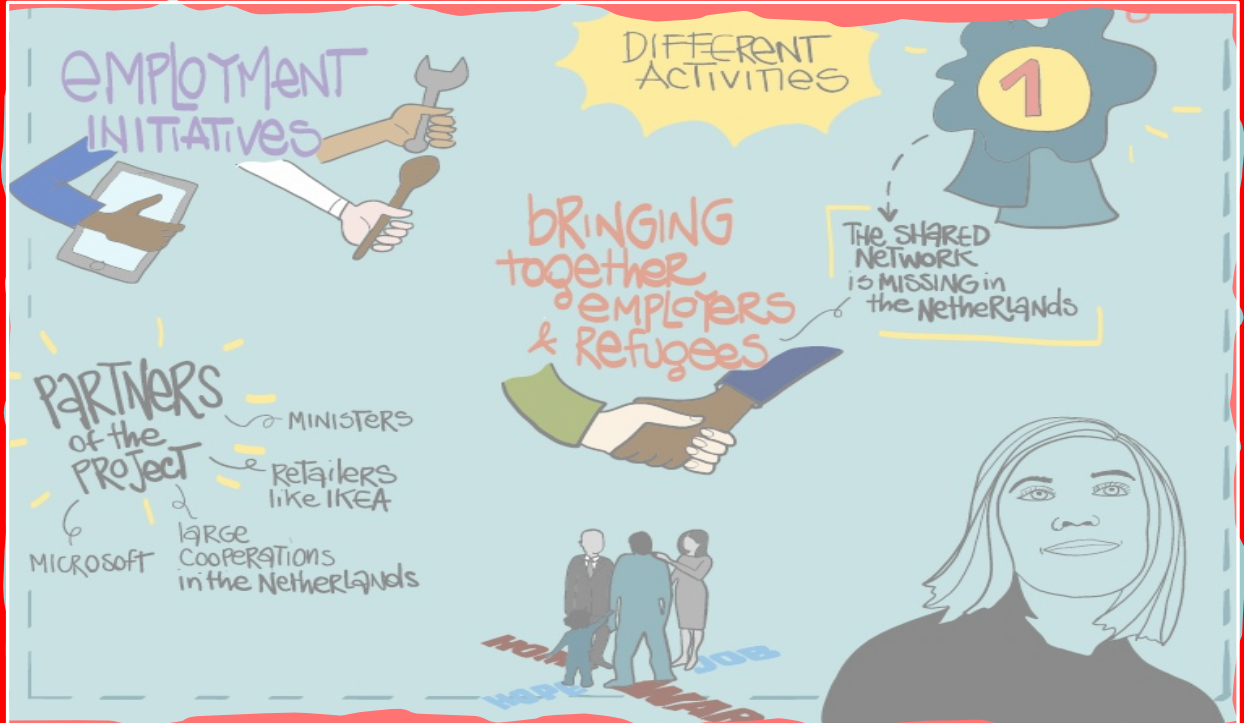 EMPLOYMENT
INITIATIVES
DIFFERENT
ACTIVITIES
1
BRINGING
together
EMPLOYERS
& Refugees
THE SHARED
NETWORK
is MISSING in
the NETHERLANDS
PARTNERS
of the
PROJECT
MINISTERS
RETAILERS
like IKEA
MICROSOFT
LARGE
COOPERATIONS
in the NETHERLANDS
JOB
WAR